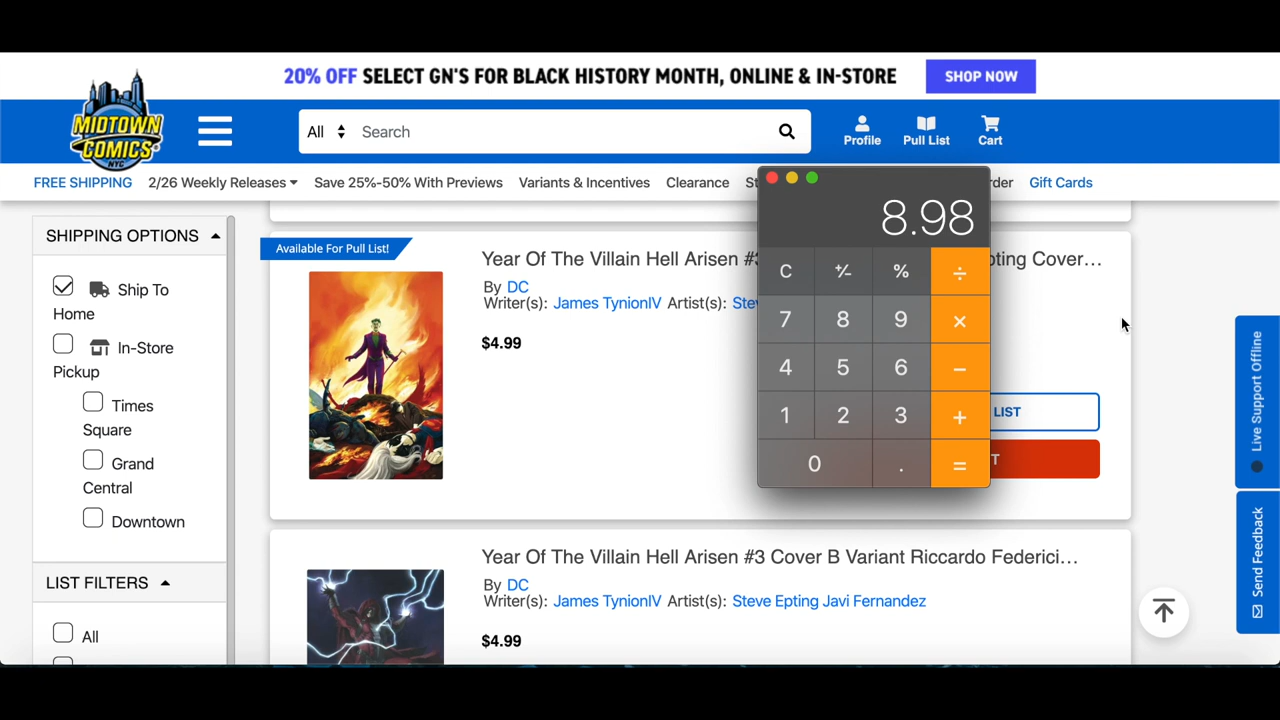 20% OFF SELECT GN'S FOR BLACK HISTORY MONTH, ONLINE & IN-STORE
SHOP NOW
MIDTOWN
COMICS
NYC
All
Search
Profile
Pull List
Cart
FREE SHIPPING
2/26 Weekly Releases
Save 25%-50% With Previews
Variants & Incentives
Clearance
St
rder
Gift Cards
SHIPPING OPTIONS
Ship To
Home
In-Store
Pickup
Times
Square
Grand
Central
Downtown
LIST FILTERS
All
Available For Pull List!
Year Of The Villain Hell Arisen #3
pting Cover...
By DC
Writer(s): James TynionIV Artist(s): Stev
$4.99
LIST
T
Year Of The Villain Hell Arisen #3 Cover B Variant Riccardo Federici...
By DC
Writer(s): James TynionIV Artist(s): Steve Epting Javi Fernandez
$4.99
8.98
C +/- % ÷
7 8 9 ×
4 5 6 −
1 2 3 +
0 . =
Live Support Offline
Send Feedback